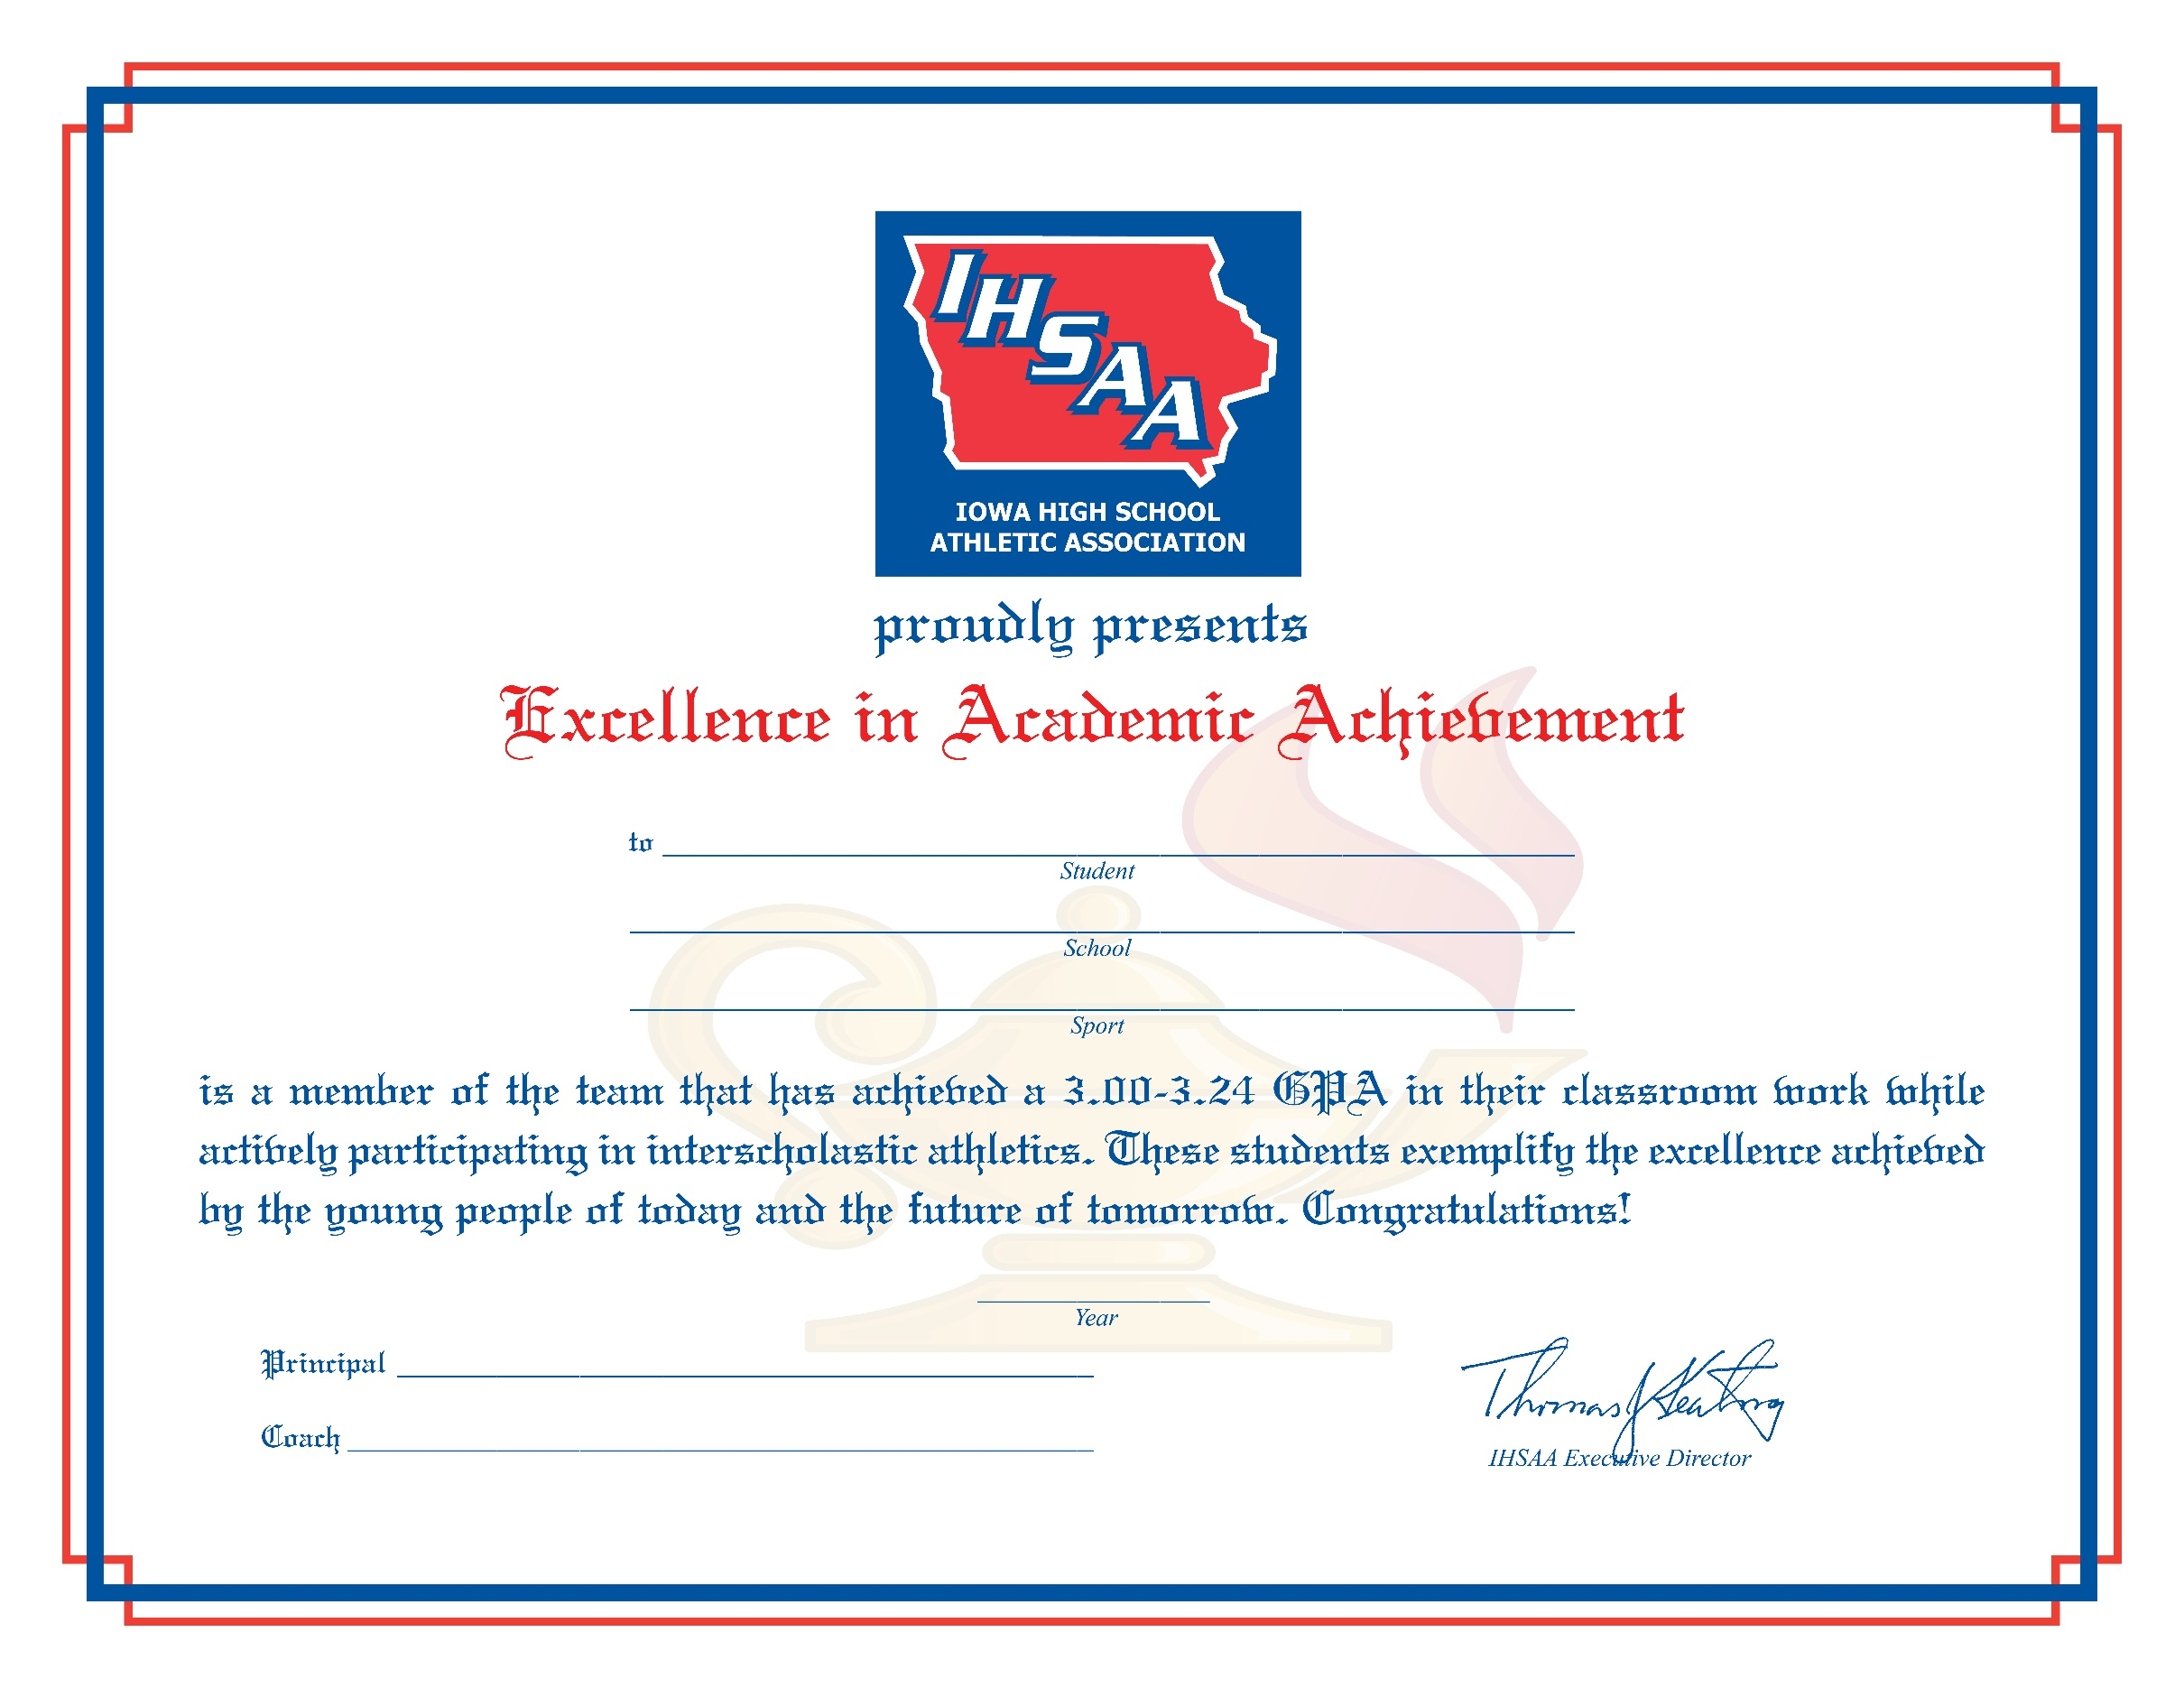 IHSAA
IOWA HIGH SCHOOL
ATHLETIC ASSOCIATION
proudly presents
Excellence in Academic Achievement
to
Student
School
Sport
is a member of the team that has achieved a 3.00-3.24 GPA in their classroom work while
actively participating in interscholastic athletics. These students exemplify the excellence achieved
by the young people of today and the future of tomorrow. Congratulations!
Year
Principal
Coach
Thomas J Keating
IHSAA Executive Director